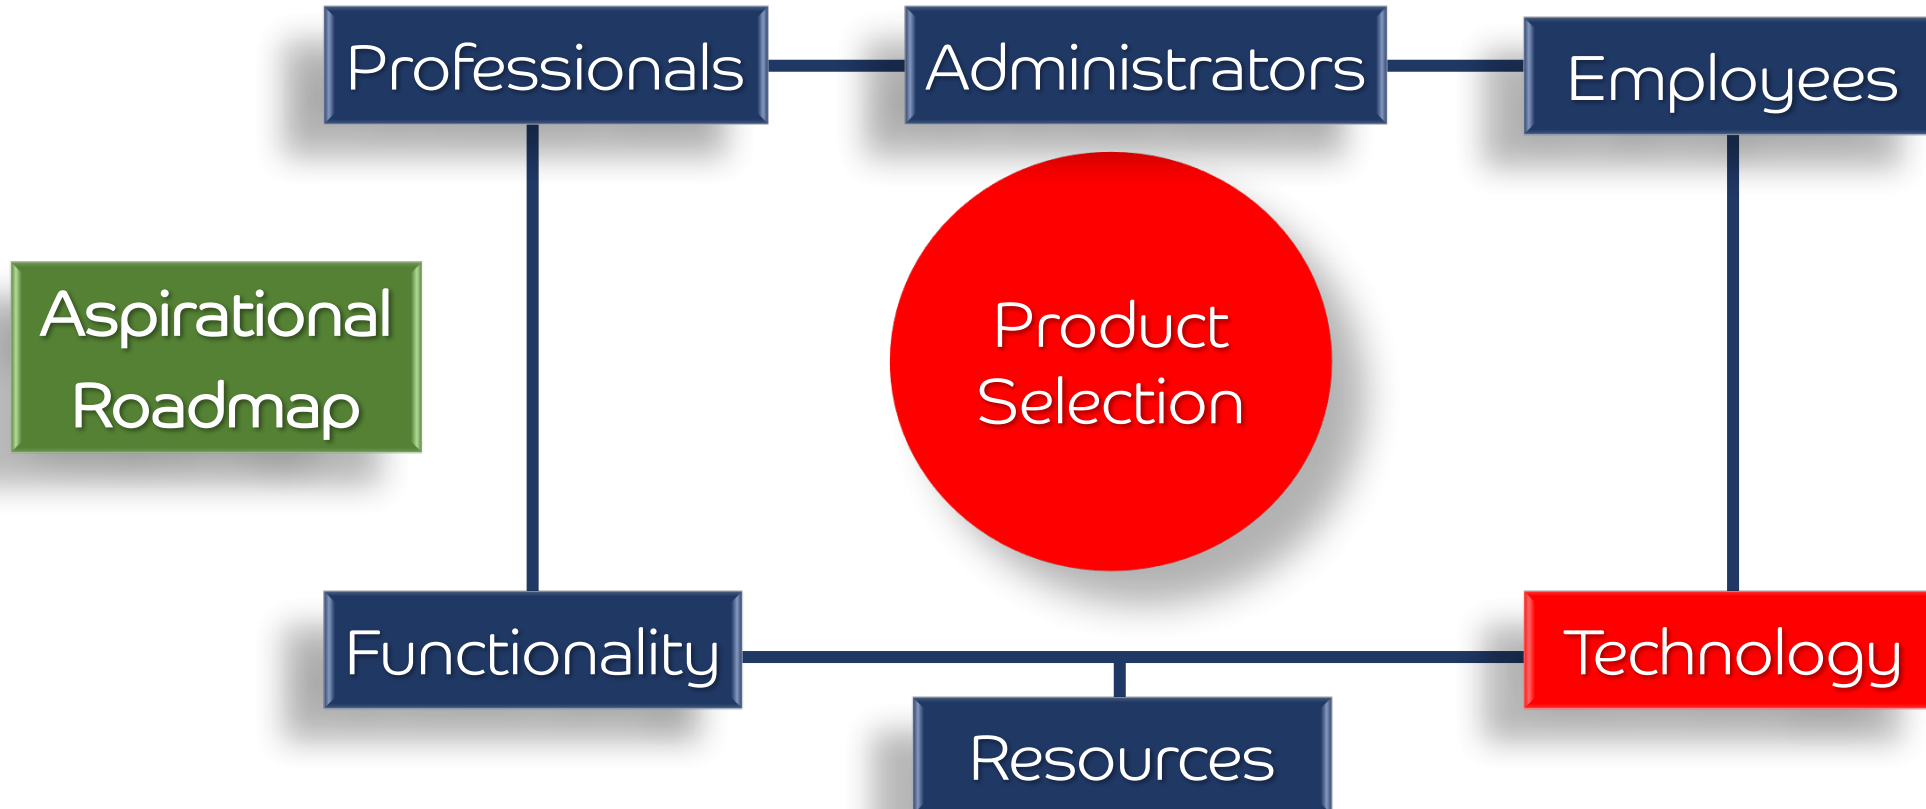 Professionals
Administrators
Employees
Aspirational
Roadmap
Product
Selection
Functionality
Technology
Resources